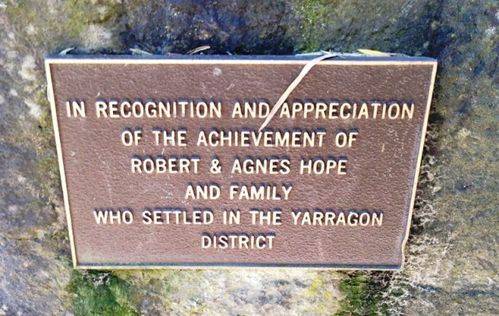 IN RECOGNITION AND APPRECIATION
OF THE ACHIEVEMENT OF
ROBERT & AGNES HOPE
AND FAMILY
WHO SETTLED IN THE YARRAGON
DISTRICT